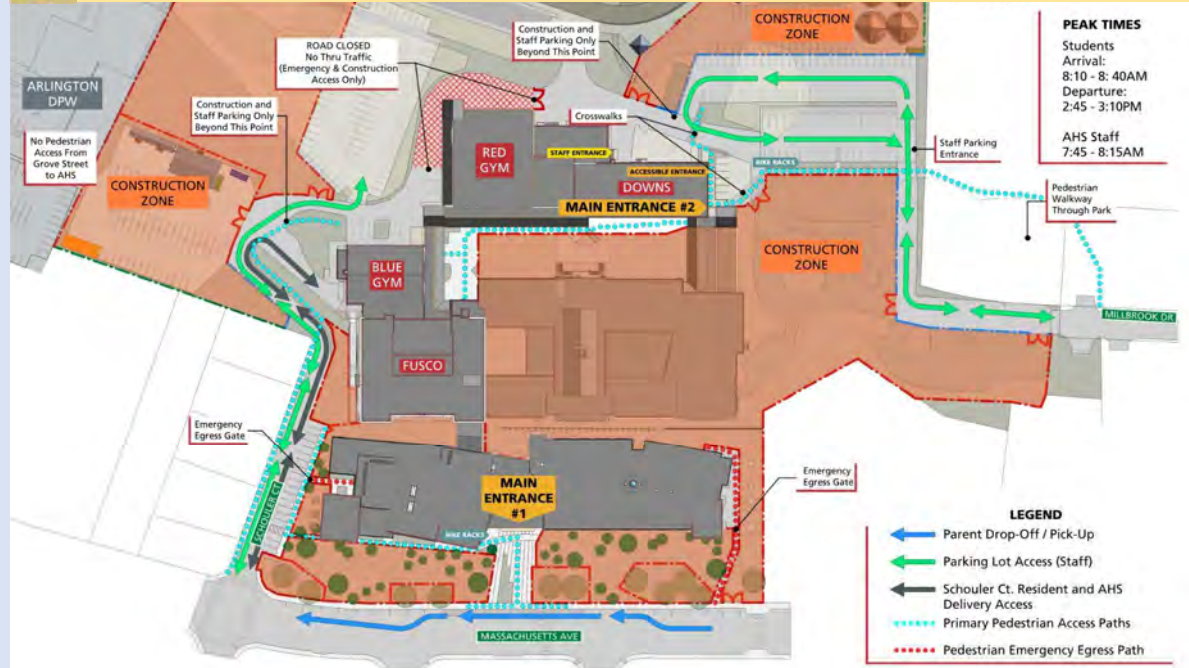 CONSTRUCTION
ZONE
Construction and
Staff Parking Only
Beyond This Point
PEAK TIMES
Students
Arrival:
8:10 - 8: 40AM
Departure:
2:45 - 3:10PM
AHS Staff
7:45 - 8:15AM
ROAD CLOSED
No Thru Traffic
(Emergency & Construction
Access Only)
ARLINGTON
DPW
Construction and
Staff Parking Only
Beyond This Point
No Pedestrian
Access From
Grove Street
to AHS
CONSTRUCTION
ZONE
Crosswalks
RED
GYM
STAFF ENTRANCE
ACCESSIBLE ENTRANCE
DOWNS
MAIN ENTRANCE #2
BIKE RACKS
Staff Parking
Entrance
Pedestrian
Walkway
Through Park
BLUE
GYM
CONSTRUCTION
ZONE
MILLBROOK DR
FUSCO
Emergency
Egress Gate
MAIN
ENTRANCE
#1
BIKE RACKS
Emergency
Egress Gate
SCHOULER CT
MASSACHUSETTS AVE
LEGEND
Parent Drop-Off / Pick-Up
Parking Lot Access (Staff)
Schouler Ct. Resident and AHS
Delivery Access
Primary Pedestrian Access Paths
Pedestrian Emergency Egress Path